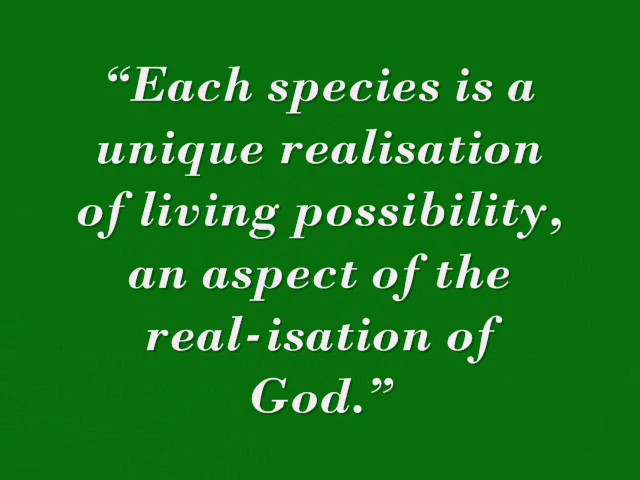 “Each species is a
unique realisation
of living possibility,
an aspect of the
real-isation of
God.”